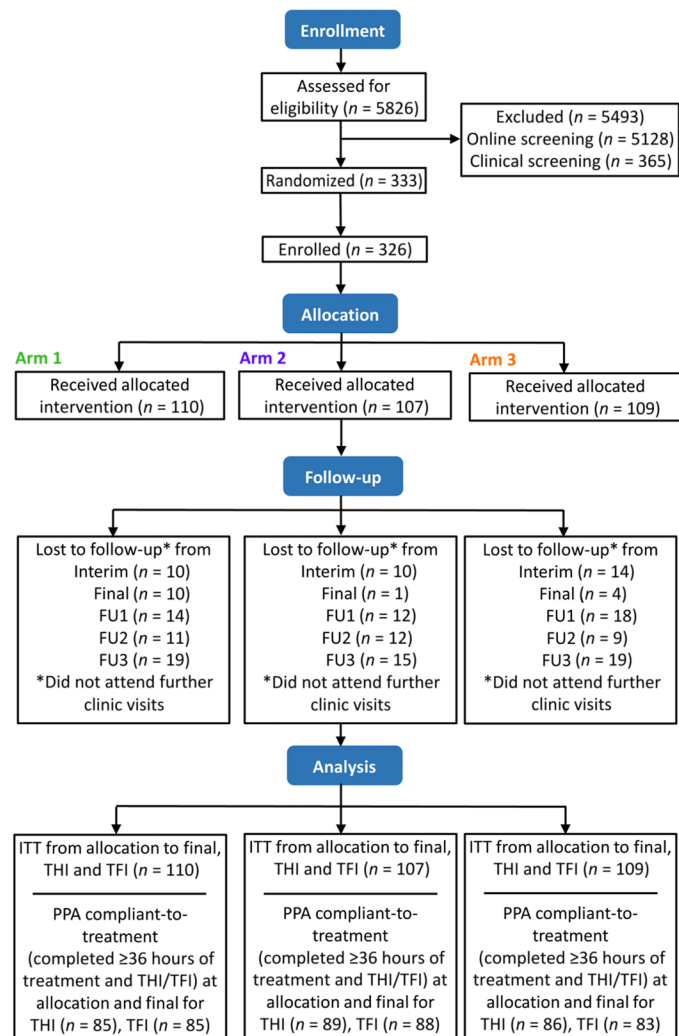 Enrollment
Assessed for
eligibility (n = 5826)
Excluded (n = 5493)
Online screening (n = 5128)
Clinical screening (n = 365)
Randomized (n = 333)
Enrolled (n = 326)
Allocation
Arm 1
Received allocated
intervention (n = 110)
Arm 2
Received allocated
intervention (n = 107)
Arm 3
Received allocated
intervention (n = 109)
Follow-up
Lost to follow-up* from
Interim (n = 10)
Final (n = 10)
FU1 (n = 14)
FU2 (n = 11)
FU3 (n = 19)
*Did not attend further
clinic visits
Lost to follow-up* from
Interim (n = 10)
Final (n = 1)
FU1 (n = 12)
FU2 (n = 12)
FU3 (n = 15)
*Did not attend further
clinic visits
Lost to follow-up* from
Interim (n = 14)
Final (n = 4)
FU1 (n = 18)
FU2 (n = 9)
FU3 (n = 19)
*Did not attend further
clinic visits
Analysis
ITT from allocation to final,
THI and TFI (n = 110)
PPA compliant-to-
treatment
(completed ≥36 hours of
treatment and THI/TFI) at
allocation and final for
THI (n = 85), TFI (n = 85)
ITT from allocation to final,
THI and TFI (n = 107)
PPA compliant-to-
treatment
(completed ≥36 hours of
treatment and THI/TFI) at
allocation and final for
THI (n = 89), TFI (n = 88)
ITT from allocation to final,
THI and TFI (n = 109)
PPA compliant-to-
treatment
(completed ≥36 hours of
treatment and THI/TFI) at
allocation and final for
THI (n = 86), TFI (n = 83)